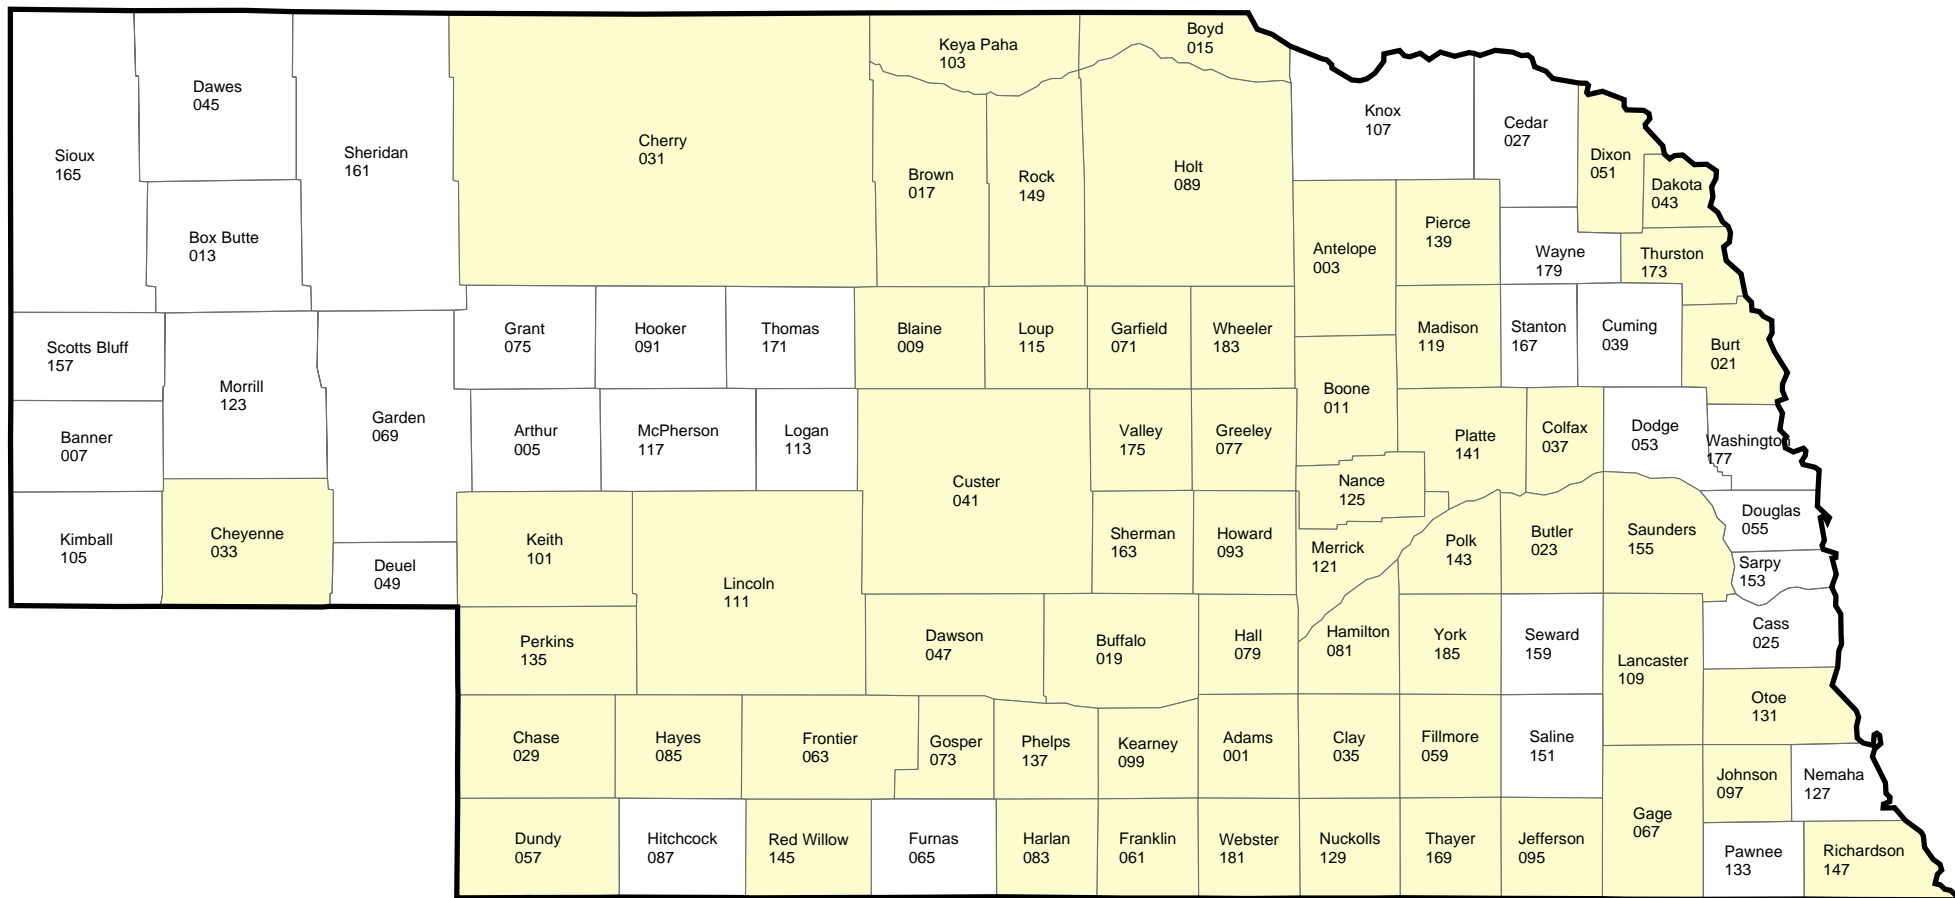 Boyd
015
Keya Paha
103
Dawes
045
Knox
107
Cedar
027
Cherry
031
Sheridan
161
Sioux
165
Dixon
051
Holt
089
Brown
017
Rock
149
Dakota
043
Pierce
139
Box Butte
013
Antelope
003
Wayne
179
Thurston
173
Grant
075
Hooker
091
Thomas
171
Blaine
009
Loup
115
Garfield
071
Wheeler
183
Madison
119
Stanton
167
Cuming
039
Burt
021
Scotts Bluff
157
Morrill
123
Boone
011
Garden
069
Banner
007
Arthur
005
McPherson
117
Logan
113
Valley
175
Greeley
077
Platte
141
Colfax
037
Dodge
053
Washington
177
Custer
041
Nance
125
Douglas
055
Kimball
105
Cheyenne
033
Keith
101
Sherman
163
Howard
093
Merrick
121
Polk
143
Butler
023
Saunders
155
Deuel
049
Lincoln
111
Sarpy
153
Perkins
135
Dawson
047
Buffalo
019
Hall
079
Hamilton
081
York
185
Seward
159
Cass
025
Lancaster
109
Otoe
131
Chase
029
Hayes
085
Frontier
063
Gosper
073
Phelps
137
Kearney
099
Adams
001
Clay
035
Fillmore
059
Saline
151
Johnson
097
Nemaha
127
Gage
067
Dundy
057
Hitchcock
087
Red Willow
145
Furnas
065
Harlan
083
Franklin
061
Webster
181
Nuckolls
129
Thayer
169
Jefferson
095
Pawnee
133
Richardson
147